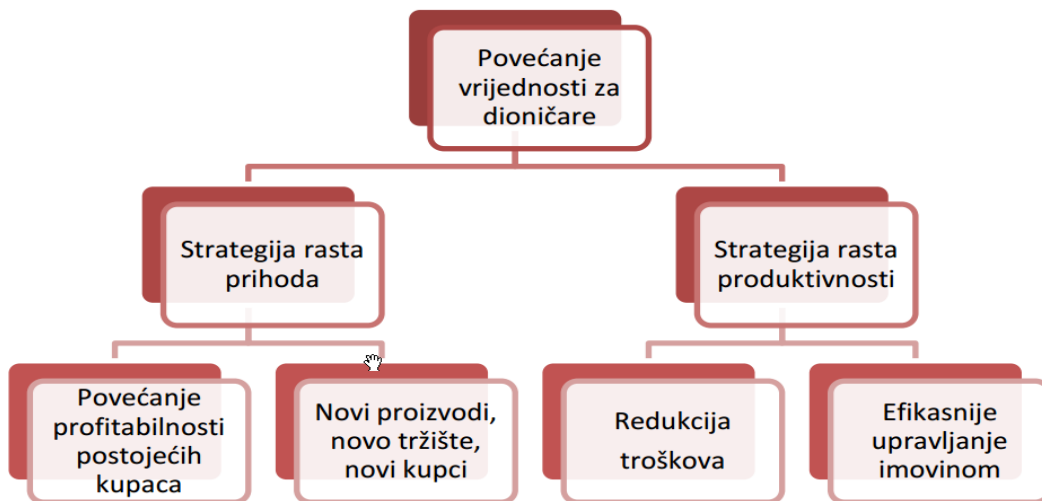 Povećanje
vrijednosti za
dioničare
Strategija rasta
prihoda
Strategija rasta
produktivnosti
Povećanje
profitabilnosti
postojećih
kupaca
Novi proizvodi,
novo tržište,
novi kupci
Redukcija
troškova
Efikasnije
upravljanje
imovinom